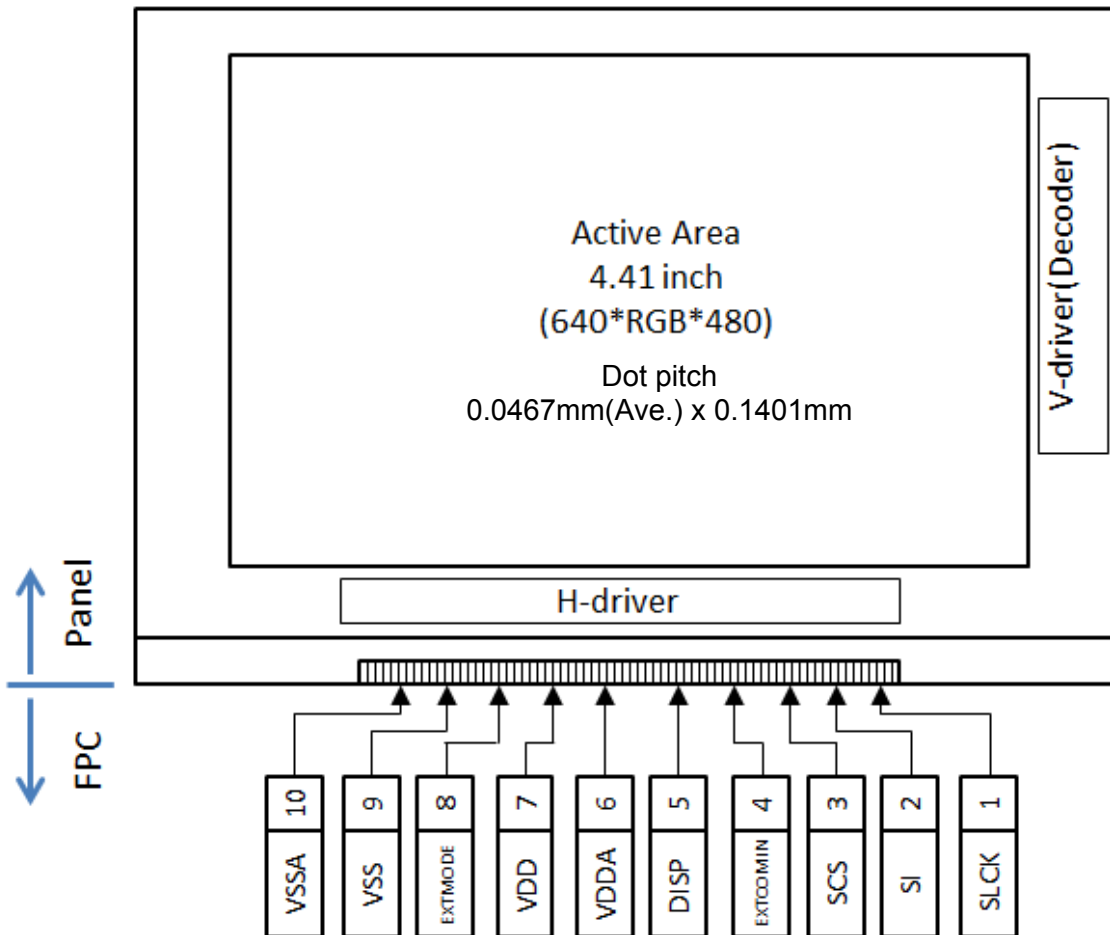 Active Area
4.41 inch
(640*RGB*480)
Dot pitch
0.0467mm(Ave.) x 0.1401mm
V-driver(Decoder)
H-driver
Panel
FPC
10 9 8 7 6 5 4 3 2 1
VSSA VSS EXTMODE VDD VDDA DISP EXTCOMIN SCS SI SLCK